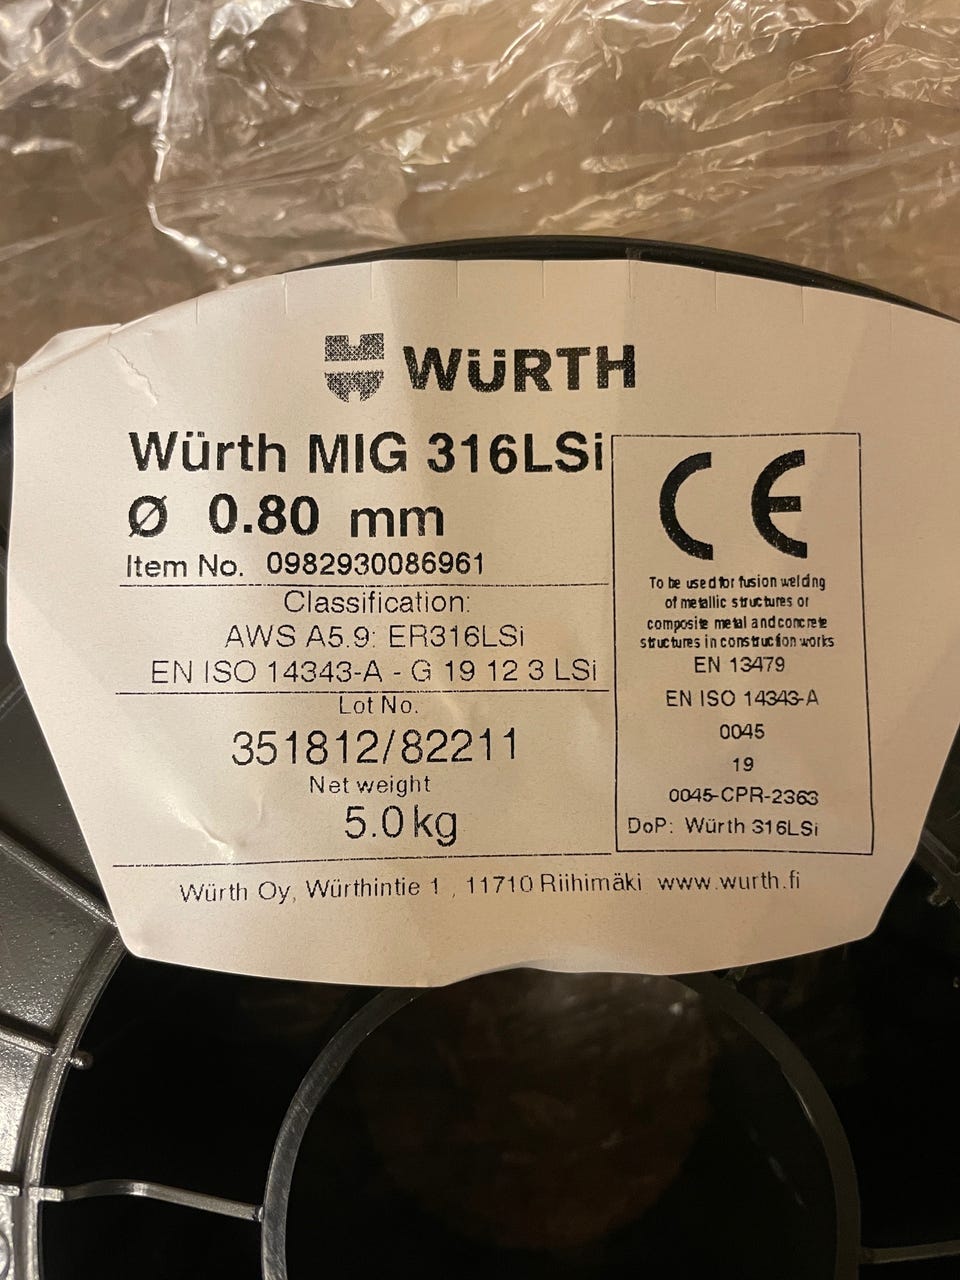 WÜRTH
Würth MIG 316LSi
Ø 0.80 mm
Item No. 0982930086961
Classification:
AWS A5.9: ER316LSi
EN ISO 14343-A - G 19 12 3 LSi
Lot No.
351812/82211
Net weight
5.0 kg
CE
To be used for fusion welding
of metallic structures or
composite metal and concrete
structures in construction works
EN 13479
EN ISO 14343-A
0045
19
0045-CPR-2363
DoP: Würth 316LSi
Würth Oy, Würthintie 1 , 11710 Riihimäki www.wurth.fi